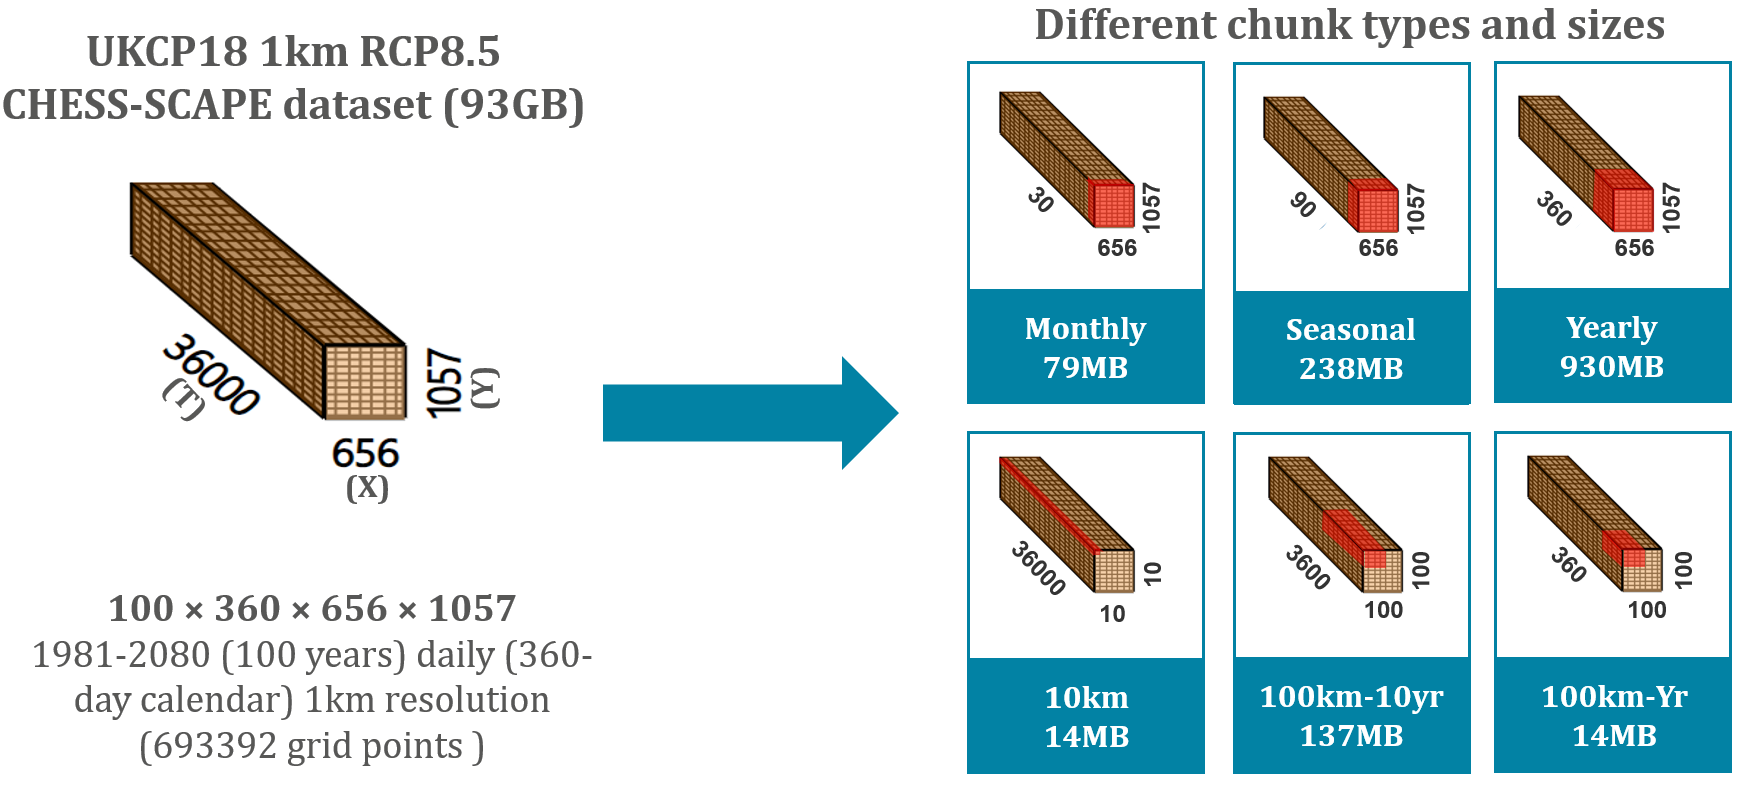 UKCP18 1km RCP8.5
CHESS-SCAPE dataset (93GB)
36000
(T)
1057
(Y)
656
(X)
100 × 360 × 656 × 1057
1981-2080 (100 years) daily (360-
day calendar) 1km resolution
(693392 grid points )
Different chunk types and sizes
30
1057
656
Monthly
79MB
90
1057
656
Seasonal
238MB
360
1057
656
Yearly
930MB
36000
10
10
10km
14MB
3600
100
100
100km-10yr
137MB
360
100
100
100km-Yr
14MB